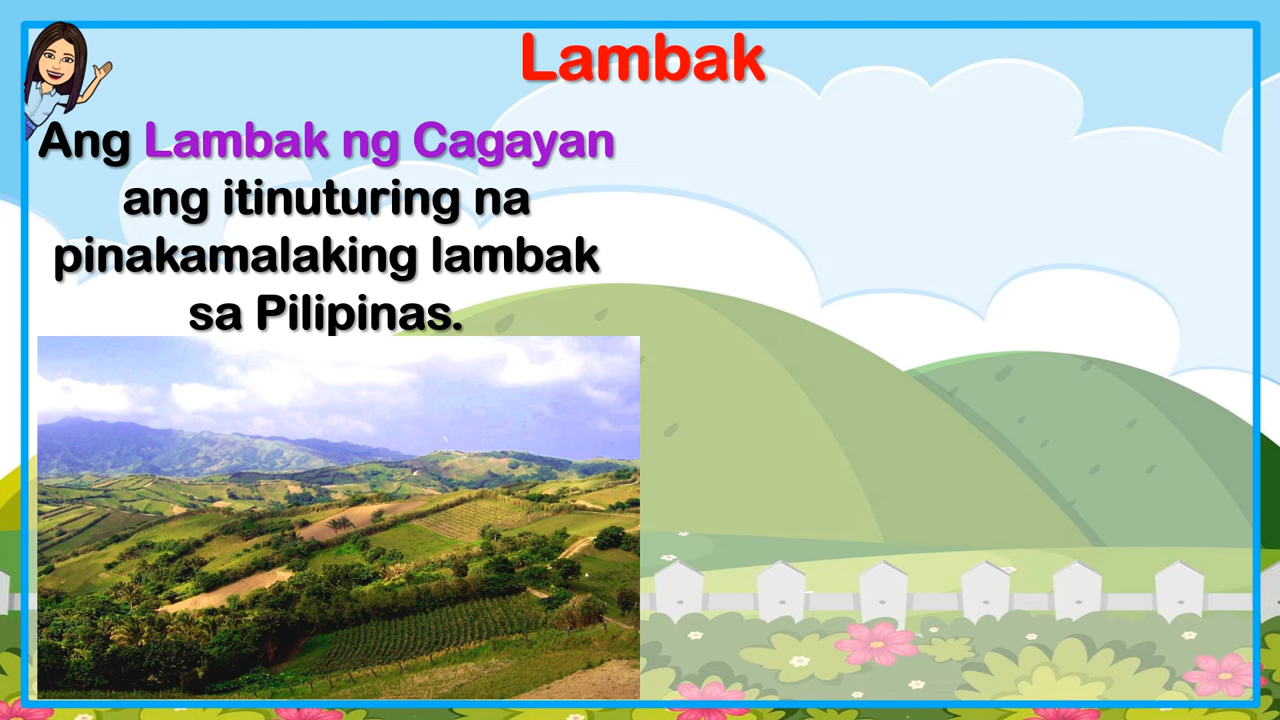 Lambak
Ang Lambak ng Cagayan
ang itinuturing na
pinakamalaking lambak
sa Pilipinas.